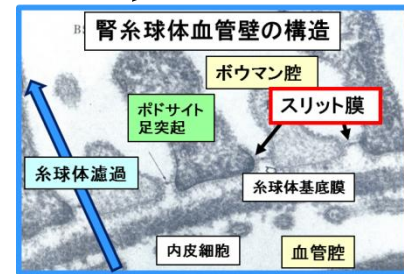 腎糸球体血管壁の構造
ボウマン腔
ポドサイト
足突起
スリット膜
糸球体濾過
糸球体基底膜
内皮細胞
血管腔